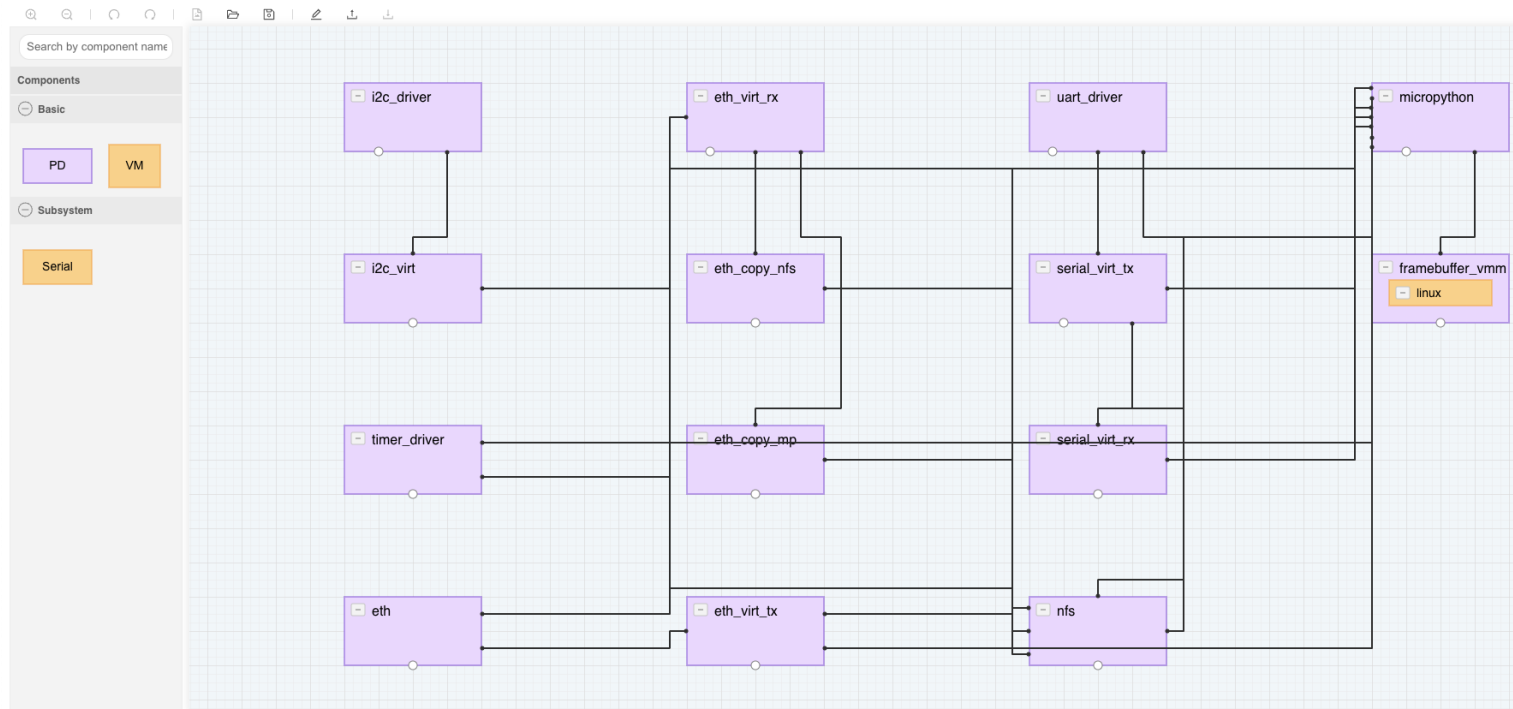 Search by component name
Components
Basic
PD
VM
Subsystem
Serial
i2c_driver
eth_virt_rx
uart_driver
micropython
i2c_virt
eth_copy_nfs
serial_virt_tx
framebuffer_vmm
linux
timer_driver
eth_copy_mp
serial_virt_rx
eth
eth_virt_tx
nfs